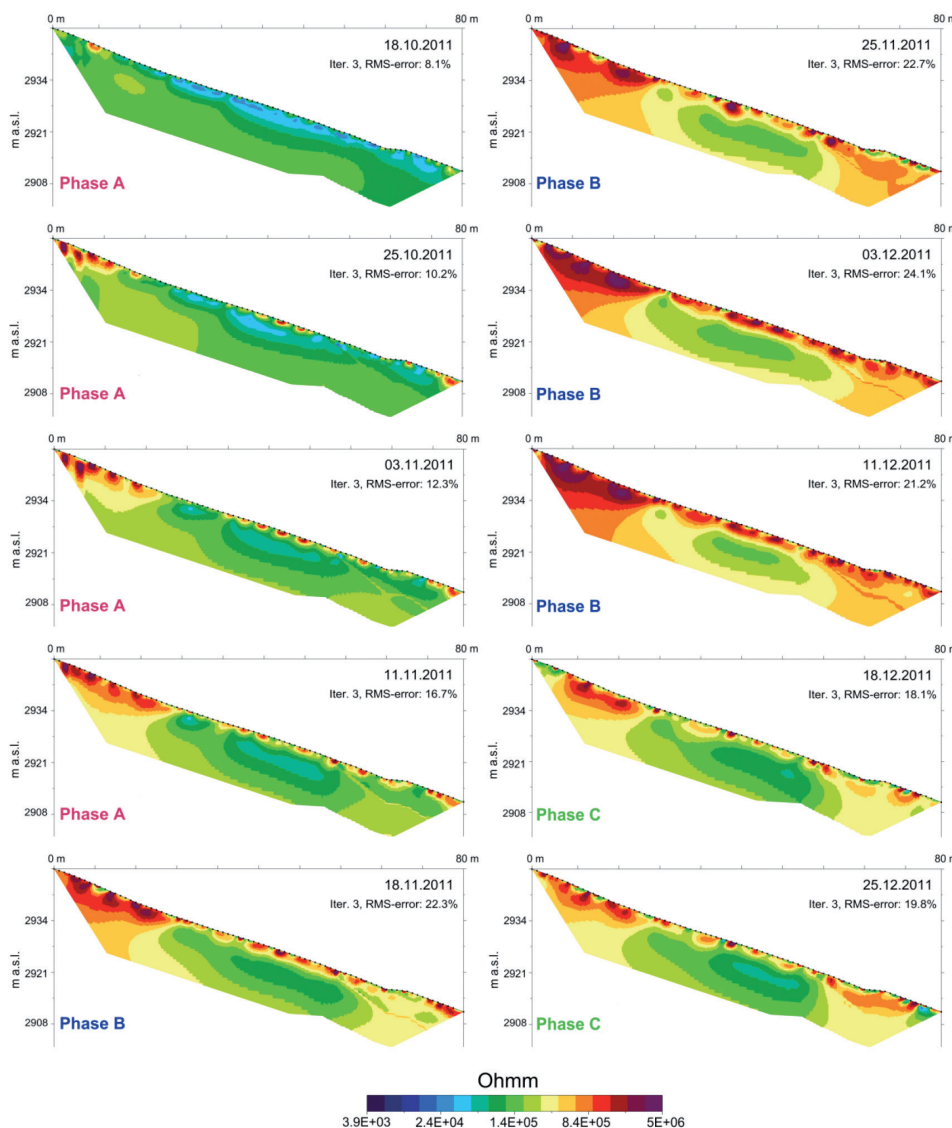 0 m 80 m
18.10.2011
Iter. 3, RMS-error: 8.1%
2934
2921
2908
m a.s.l.
Phase A
0 m 80 m
25.10.2011
Iter. 3, RMS-error: 10.2%
2934
2921
2908
m a.s.l.
Phase A
0 m 80 m
03.11.2011
Iter. 3, RMS-error: 12.3%
2934
2921
2908
m a.s.l.
Phase A
0 m 80 m
11.11.2011
Iter. 3, RMS-error: 16.7%
2934
2921
2908
m a.s.l.
Phase A
0 m 80 m
18.11.2011
Iter. 3, RMS-error: 22.3%
2934
2921
2908
m a.s.l.
Phase B
0 m 80 m
25.11.2011
Iter. 3, RMS-error: 22.7%
2934
2921
2908
m a.s.l.
Phase B
0 m 80 m
03.12.2011
Iter. 3, RMS-error: 24.1%
2934
2921
2908
m a.s.l.
Phase B
0 m 80 m
11.12.2011
Iter. 3, RMS-error: 21.2%
2934
2921
2908
m a.s.l.
Phase B
0 m 80 m
18.12.2011
Iter. 3, RMS-error: 18.1%
2934
2921
2908
m a.s.l.
Phase C
0 m 80 m
25.12.2011
Iter. 3, RMS-error: 19.8%
2934
2921
2908
m a.s.l.
Phase C
Ohmm
3.9E+03 2.4E+04 1.4E+05 8.4E+05 5E+06